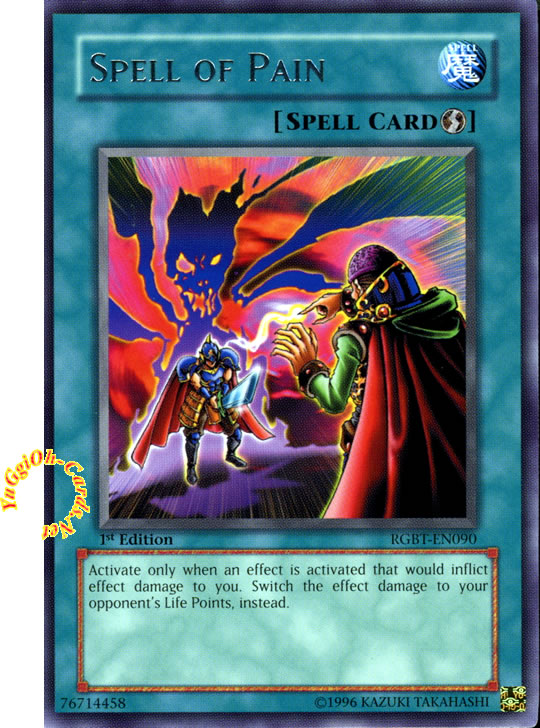 SPELL OF PAIN
SPELL
魔
[SPELL CARD]
YuGgiOh-Cards.Net
1st Edition
RGBT-EN090
Activate only when an effect is activated that would inflict
effect damage to you. Switch the effect damage to your
opponent's Life Points, instead.
76714458
©1996 KAZUKI TAKAHASHI